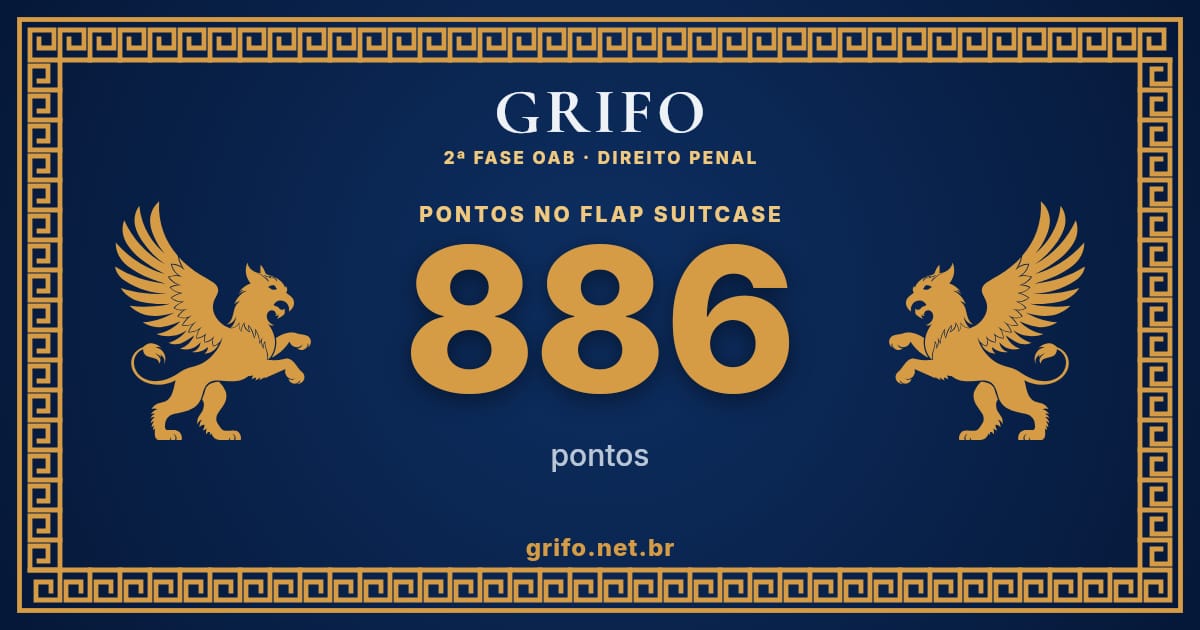 GRIFO
2ª FASE OAB · DIREITO PENAL
PONTOS NO FLAP SUITCASE
886
pontos
grifo.net.br